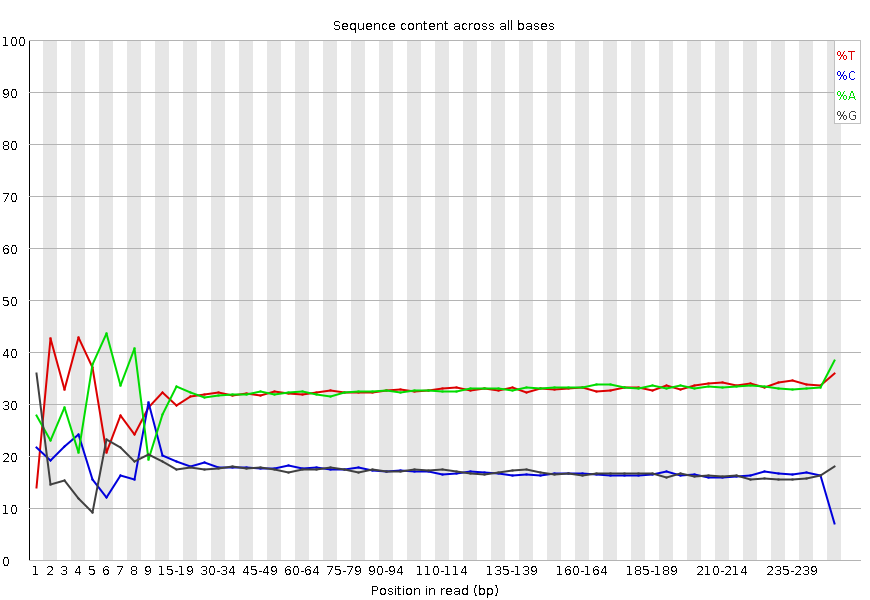 Sequence content across all bases
100
90
80
70
60
50
40
30
20
10
0
%T
%C
%A
%G
1 2 3 4 5 6 7 8 9 15-19 30-34 45-49 60-64 75-79 90-94 110-114 135-139 160-164 185-189 210-214 235-239
Position in read (bp)